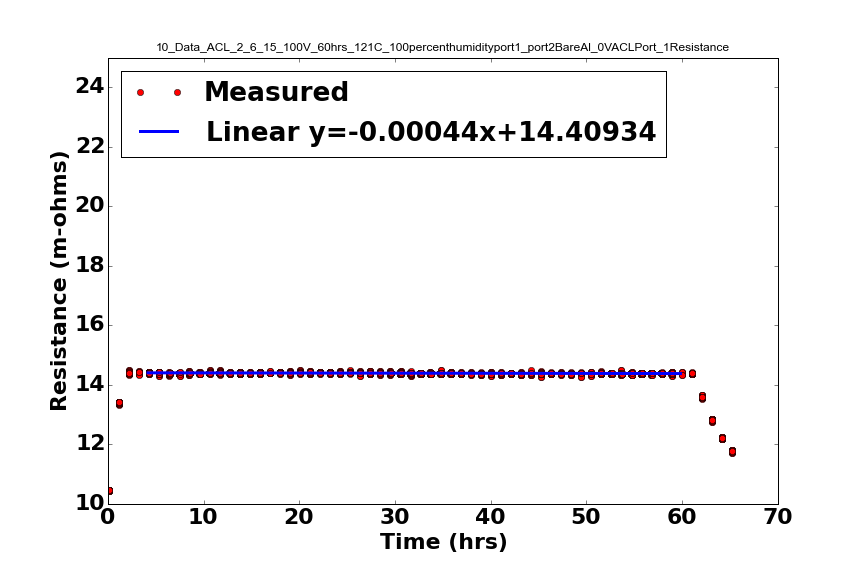 10_Data_ACL_2_6_15_100V_60hrs_121C_100percenthumidityport1_port2BareAl_0VACLPort_1Resistance
Measured
Linear y=-0.00044x+14.40934
Resistance (m-ohms)
24
22
20
18
16
14
12
10
0 10 20 30 40 50 60 70
Time (hrs)